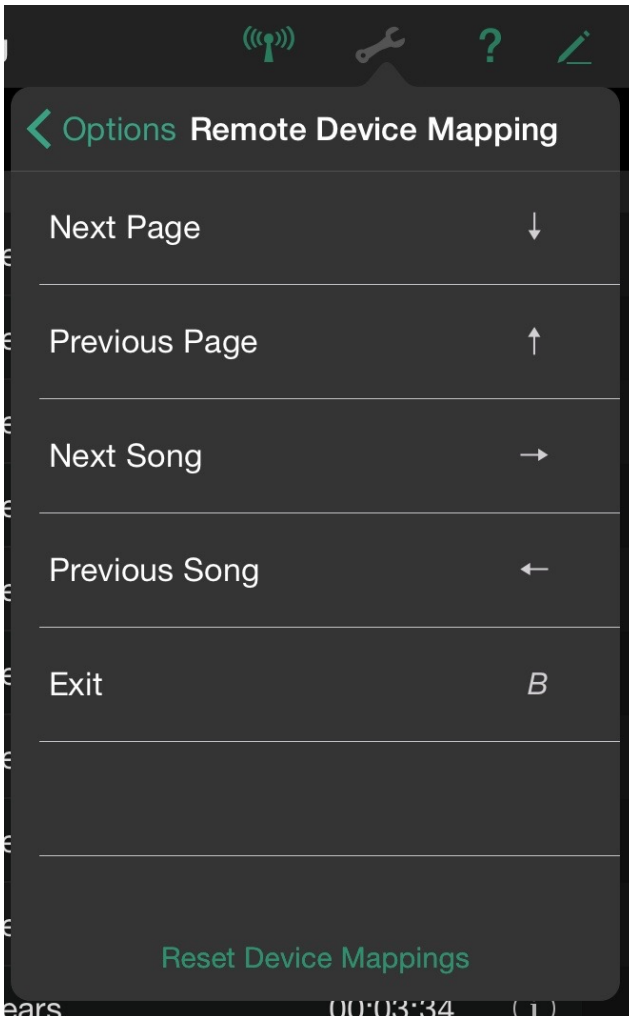 ?
Options Remote Device Mapping
Next Page ↓
Previous Page ↑
Next Song →
Previous Song ←
Exit B
Reset Device Mappings
ears 00:03:34 i